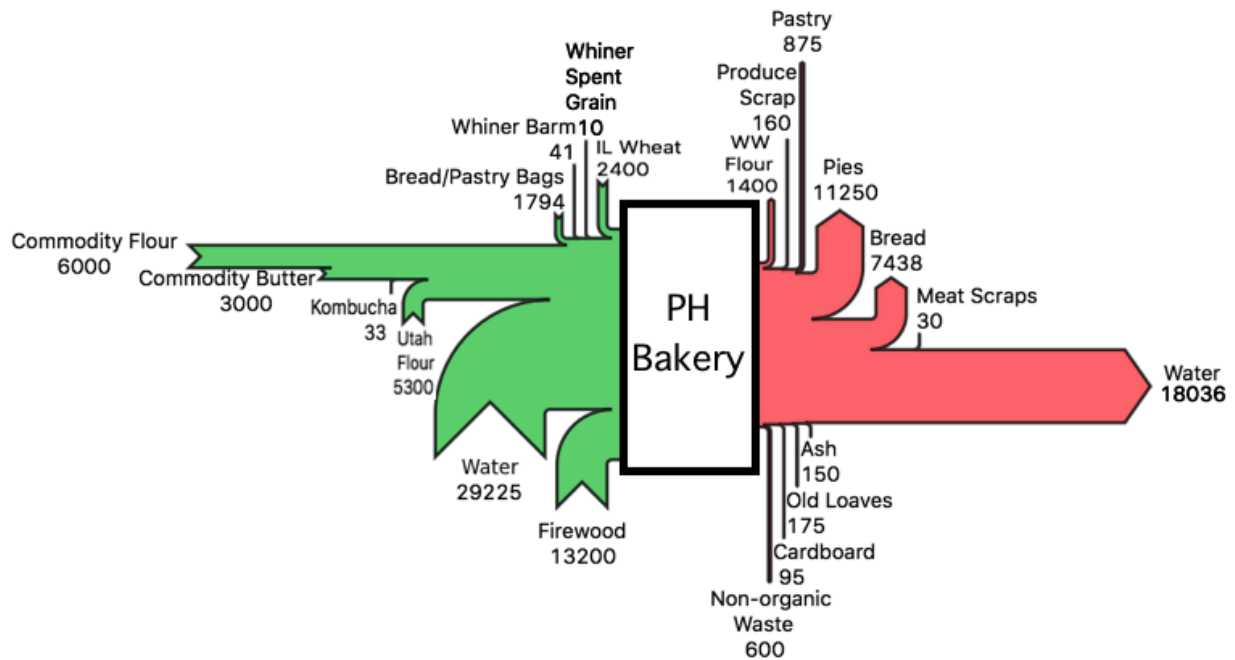 Pastry
875
Whiner
Spent
Grain
Produce
Scrap
160
Whiner Barm 10
41
IL Wheat
2400
WW
Flour
1400
Pies
11250
Bread/Pastry Bags
1794
Commodity Flour
6000
Bread
7438
Commodity Butter
3000
Meat Scraps
30
Kombucha
33
PH
Bakery
Utah
Flour
5300
Water
18036
Water
29225
Ash
150
Old Loaves
175
Firewood
13200
Cardboard
95
Non-organic
Waste
600